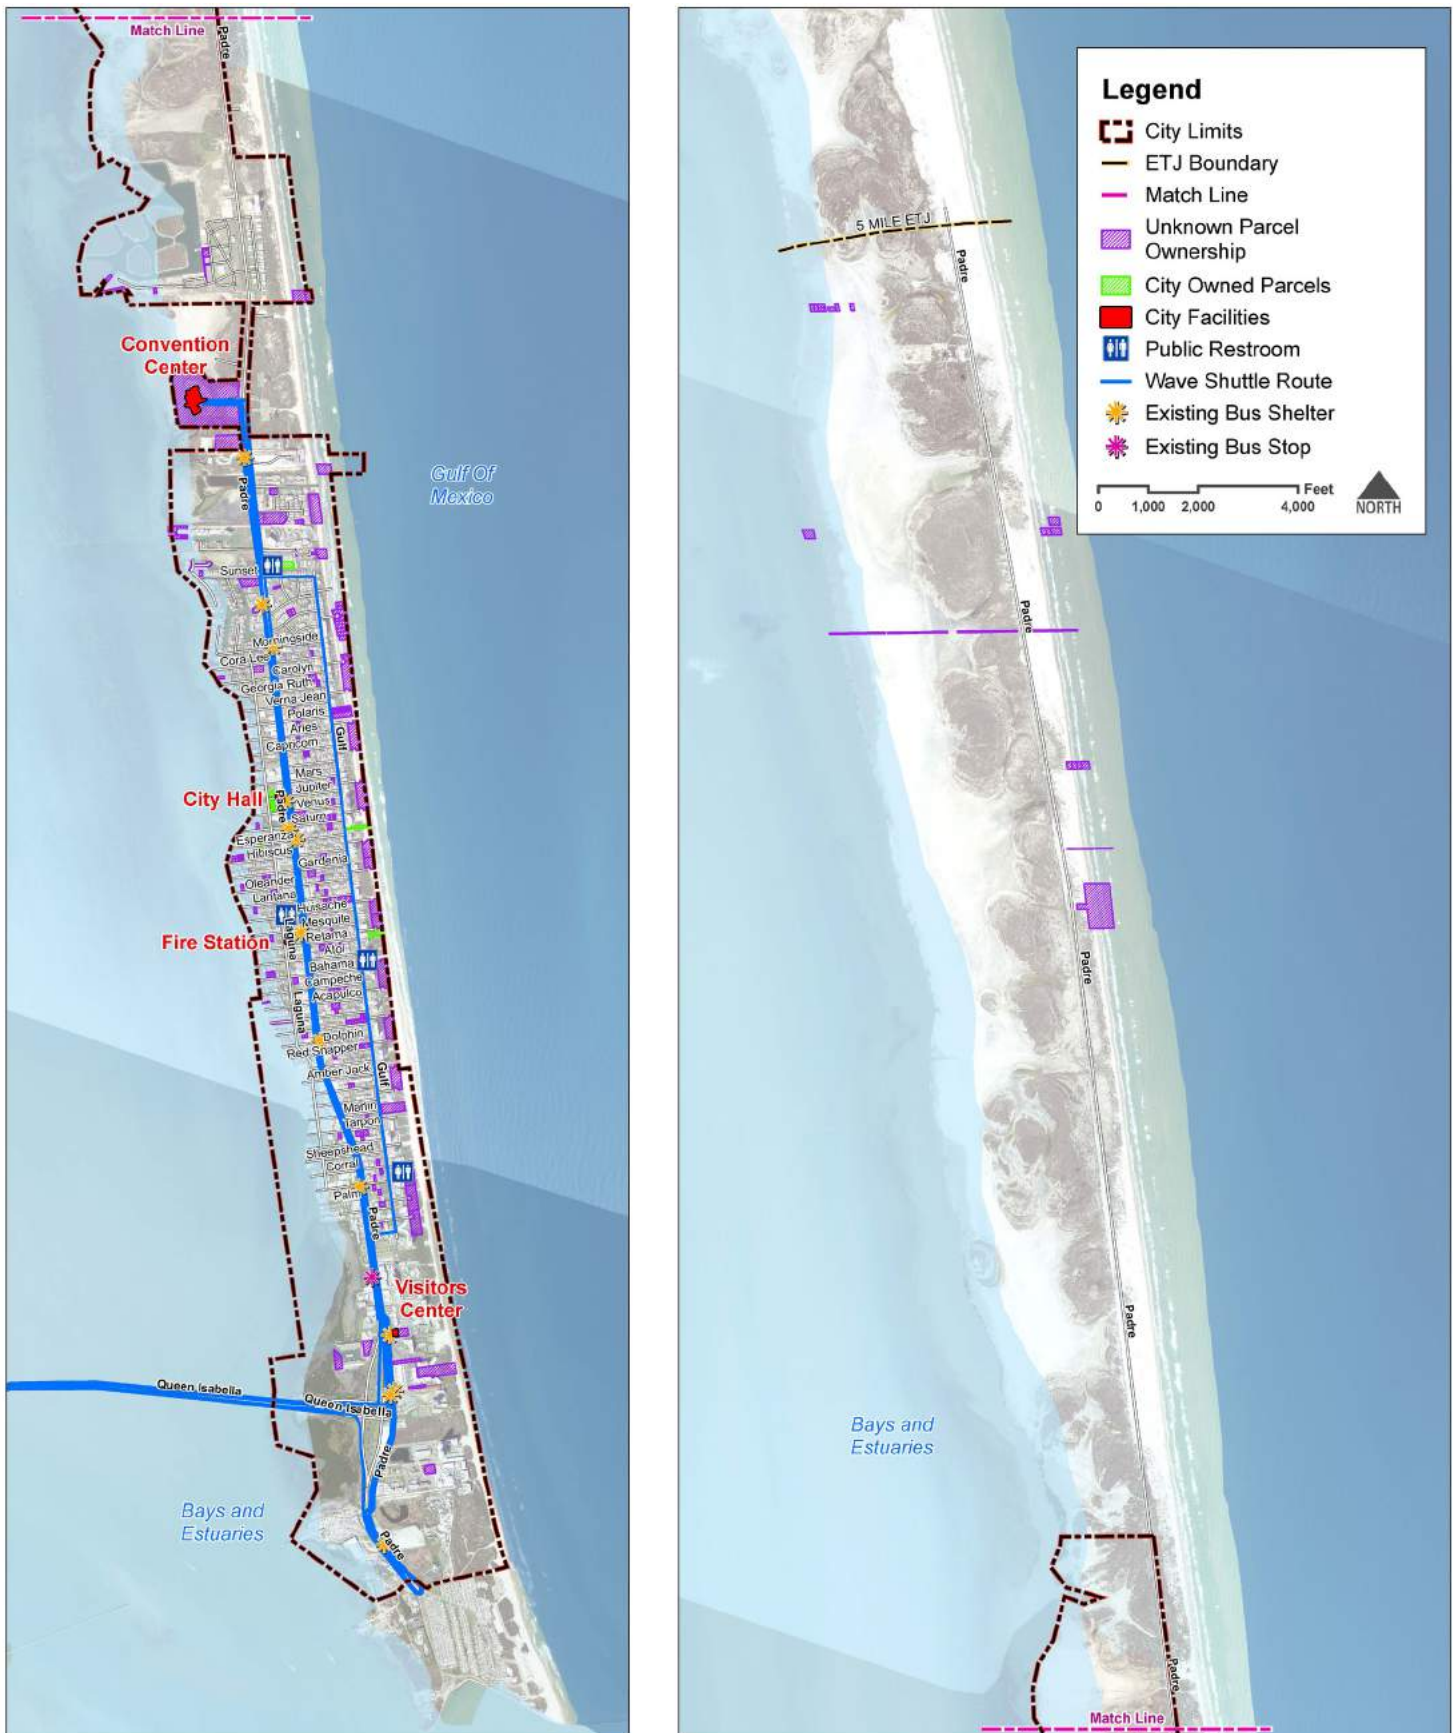 Match Line
Padre
Convention
Center
Gulf Of
Mexico
Padre
Sunset
Morningside
Cora Lee
Carolyn
Georgia Ruth
Verna Jean
Polaris
Aries
Gulf
Capricorn
Mars
Jupiter
City Hall
Padre
Venus
Saturn
Esperanza
Hibiscus
Gardenia
Oleander
Lantana
Huisache
Mesquite
Laguna
Retama
Fire Station
Atol
Bahama
Campeche
Acapulco
Laguna
Dolphin
Red Snapper
Amber Jack
Gulf
Marlin
Tarpon
Sheepshead
Corral
Palm
Padre
Visitors
Center
Queen Isabella
Queen Isabella
Padre
Bays and
Estuaries
Padre
Legend
City Limits
ETJ Boundary
Match Line
Unknown Parcel
Ownership
City Owned Parcels
City Facilities
Public Restroom
Wave Shuttle Route
Existing Bus Shelter
Existing Bus Stop
Feet
0 1,000 2,000 4,000
NORTH
5 MILE ETJ
Padre
Padre
Padre
Padre
Bays and
Estuaries
Padre
Match Line